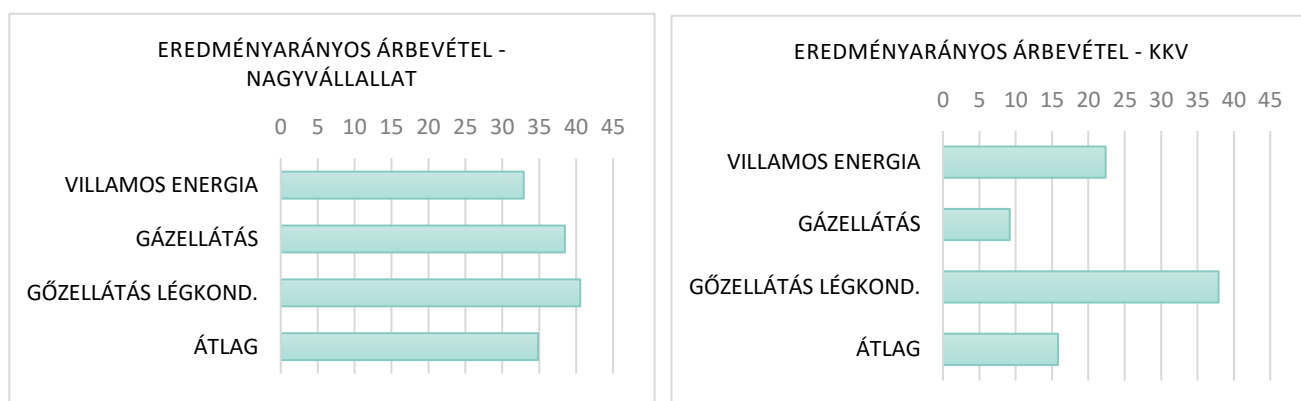 EREDMÉNYARÁNYOS ÁRBEVÉTEL -
NAGYVÁLLALLAT
0 5 10 15 20 25 30 35 40 45
VILLAMOS ENERGIA
GÁZELLÁTÁS
GŐZELLÁTÁS LÉGKOND.
ÁTLAG
EREDMÉNYARÁNYOS ÁRBEVÉTEL - KKV
0 5 10 15 20 25 30 35 40 45
VILLAMOS ENERGIA
GÁZELLÁTÁS
GŐZELLÁTÁS LÉGKOND.
ÁTLAG